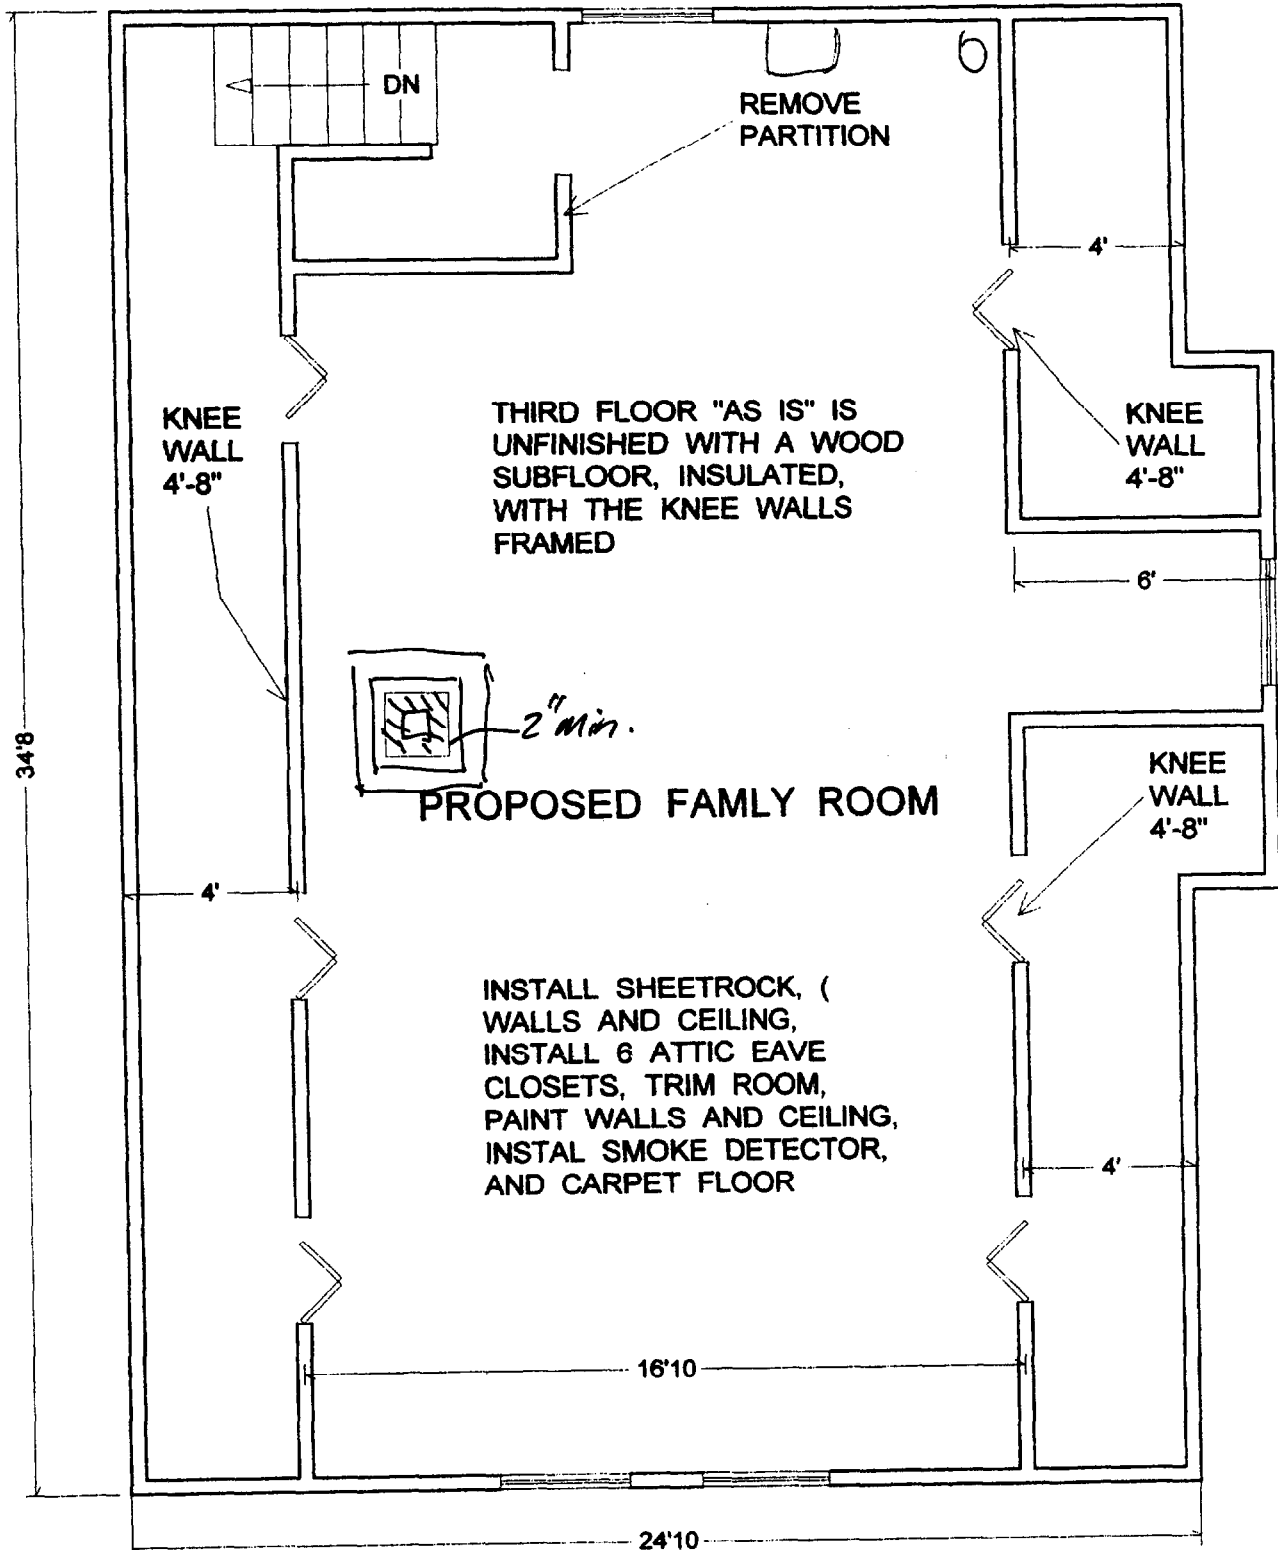 DN
REMOVE
PARTITION
4'
KNEE
WALL
4'-8"
THIRD FLOOR "AS IS" IS
UNFINISHED WITH A WOOD
SUBFLOOR, INSULATED,
WITH THE KNEE WALLS
FRAMED
KNEE
WALL
4'-8"
6'
2" min.
34'8
PROPOSED FAMLY ROOM
KNEE
WALL
4'-8"
4'
INSTALL SHEETROCK, (
WALLS AND CEILING,
INSTALL 6 ATTIC EAVE
CLOSETS, TRIM ROOM,
PAINT WALLS AND CEILING,
INSTAL SMOKE DETECTOR,
AND CARPET FLOOR
4'
16'10
24'10